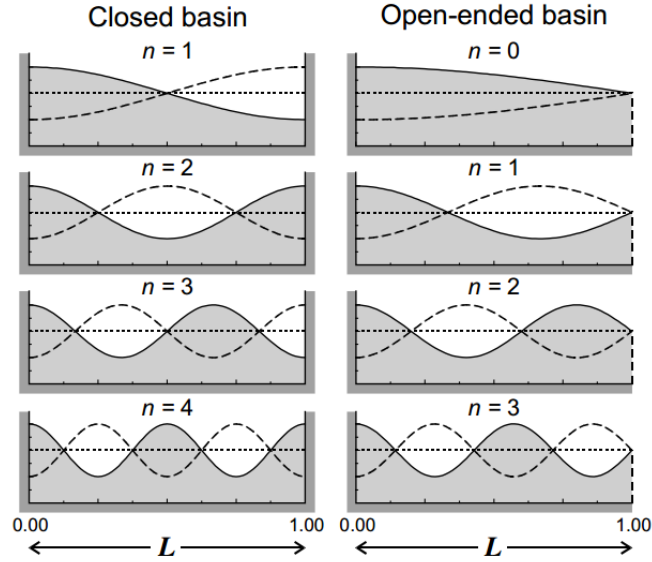 Closed basin
Open-ended basin
n = 1
n = 0
n = 2
n = 1
n = 3
n = 2
n = 4
n = 3
0.00 1.00 0.00 1.00
L L